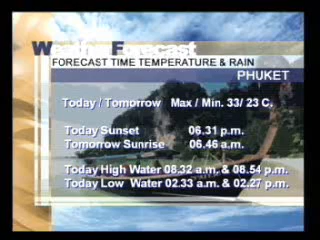 Weather Forecast
FORECAST TIME TEMPERATURE & RAIN
PHUKET
Today / Tomorrow Max / Min. 33/ 23 C.
Today Sunset 06.31 p.m.
Tomorrow Sunrise 06.46 a.m.
Today High Water 08.32 a.m. & 08.54 p.m.
Today Low Water 02.33 a.m. & 02.27 p.m.